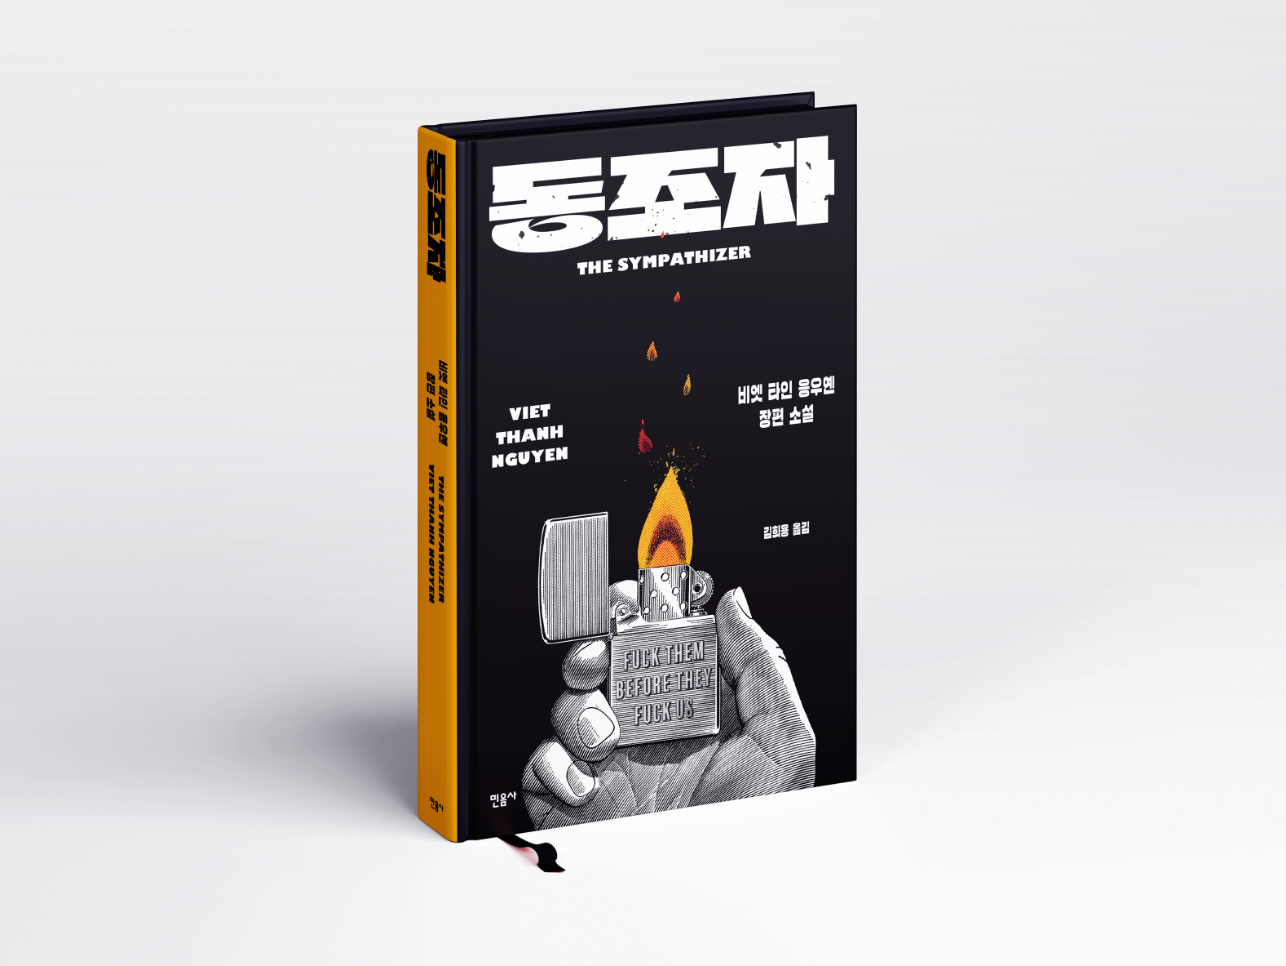 동조자
THE SYMPATHIZER
VIET
THANH
NGUYEN
비엣 타인 응우옌
장편 소설
김희용 옮김
FUCK THEM
BEFORE THEY
FUCK US
민음사
동조자
비엣 타인 응우옌
장편 소설
THE SYMPATHIZER
VIET THANH NGUYEN
민음사